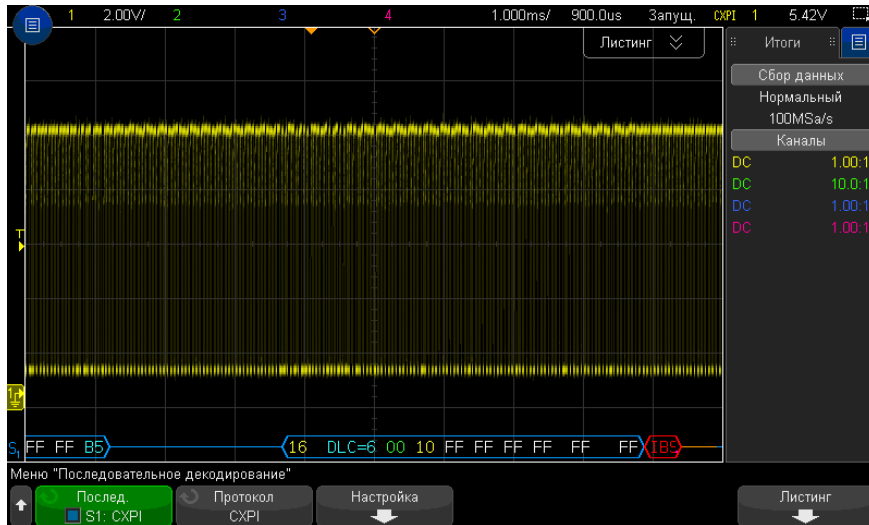 1 2.00V/ 2 3 4 1.000ms/ 900.0us Запущ. CXPI 1 5.42V
Листинг
Итоги
Сбор данных
Нормальный
100MSa/s
Каналы
DC 1.00:1
DC 10.0:1
DC 1.00:1
DC 1.00:1
T
1
S1 FF FF B5 16 DLC=6 00 10 FF FF FF FF FF FF IBS
Меню "Последовательное декодирование"
Послед.
S1: CXPI
Протокол
CXPI
Настройка
Листинг